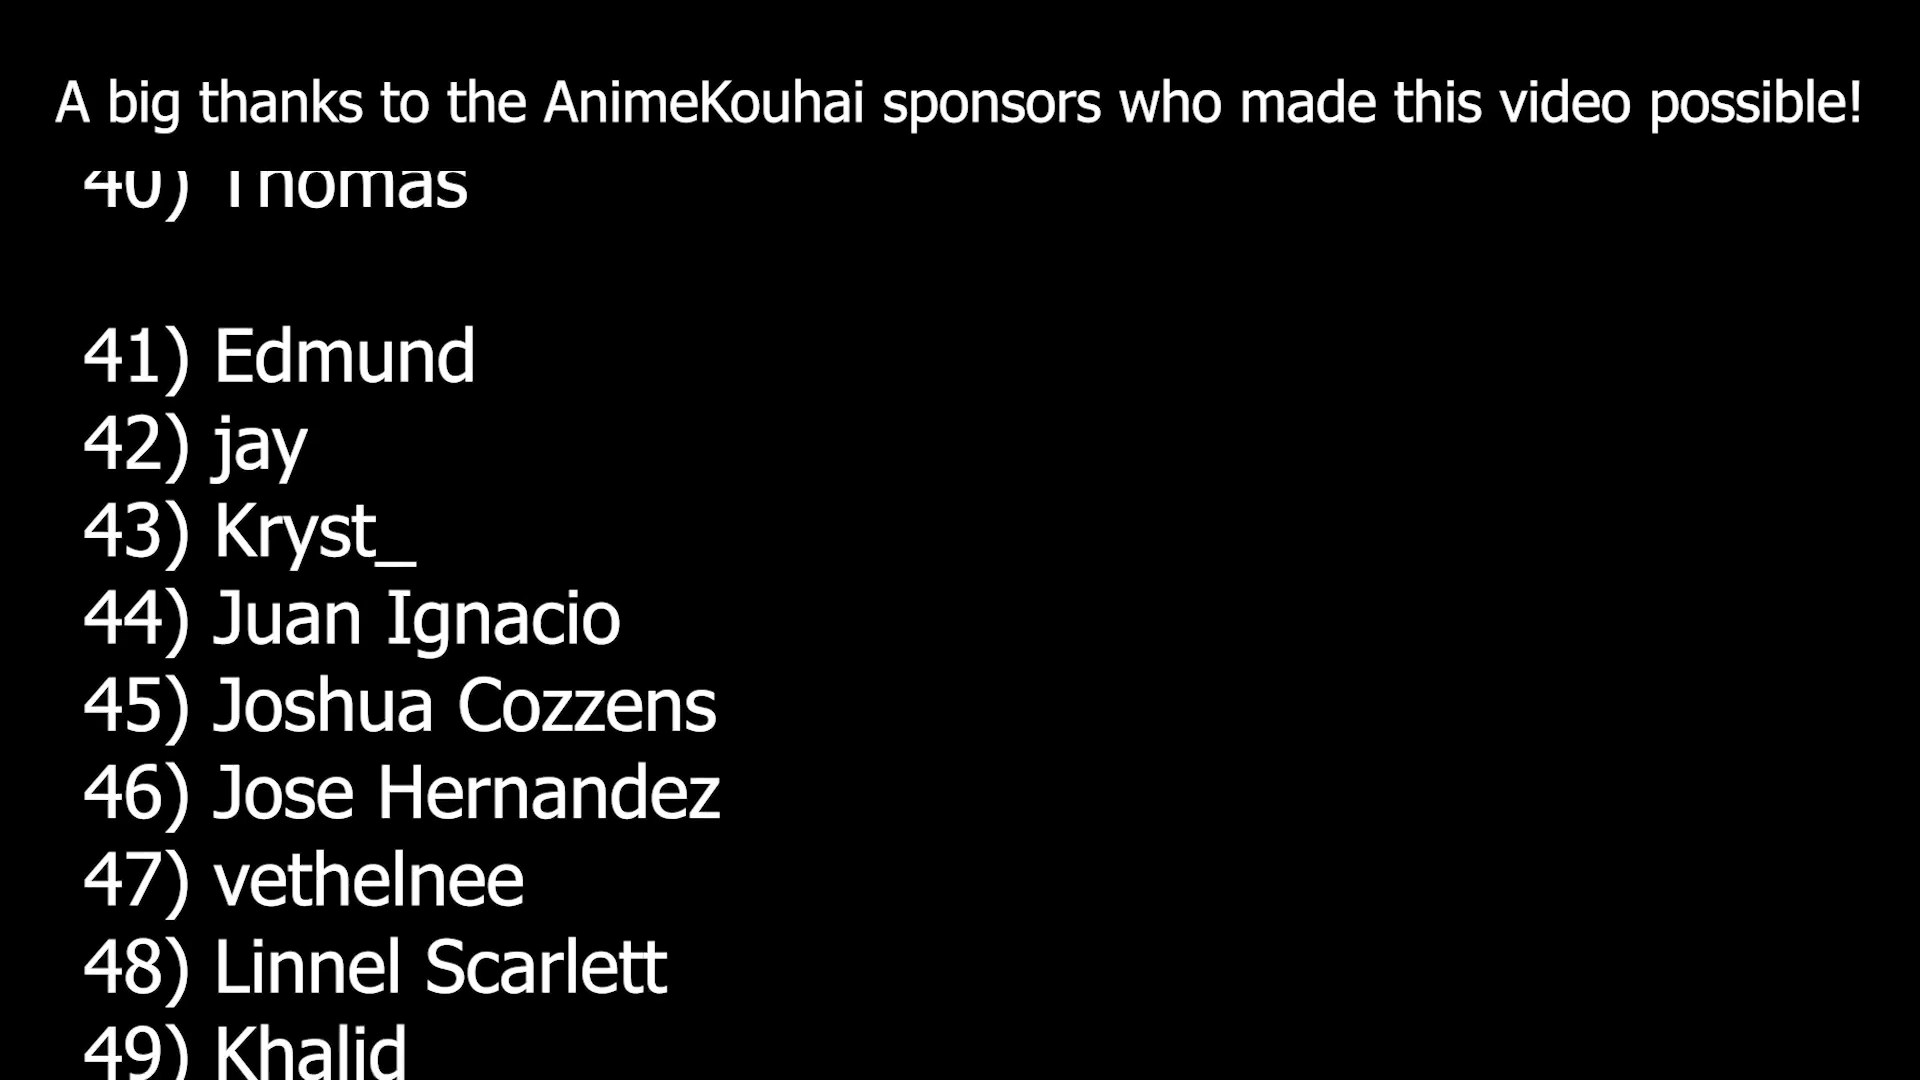 A big thanks to the AnimeKouhai sponsors who made this video possible!
40) Thomas
41) Edmund
42) jay
43) Kryst_
44) Juan Ignacio
45) Joshua Cozzens
46) Jose Hernandez
47) vethelnee
48) Linnel Scarlett
49) Khalid